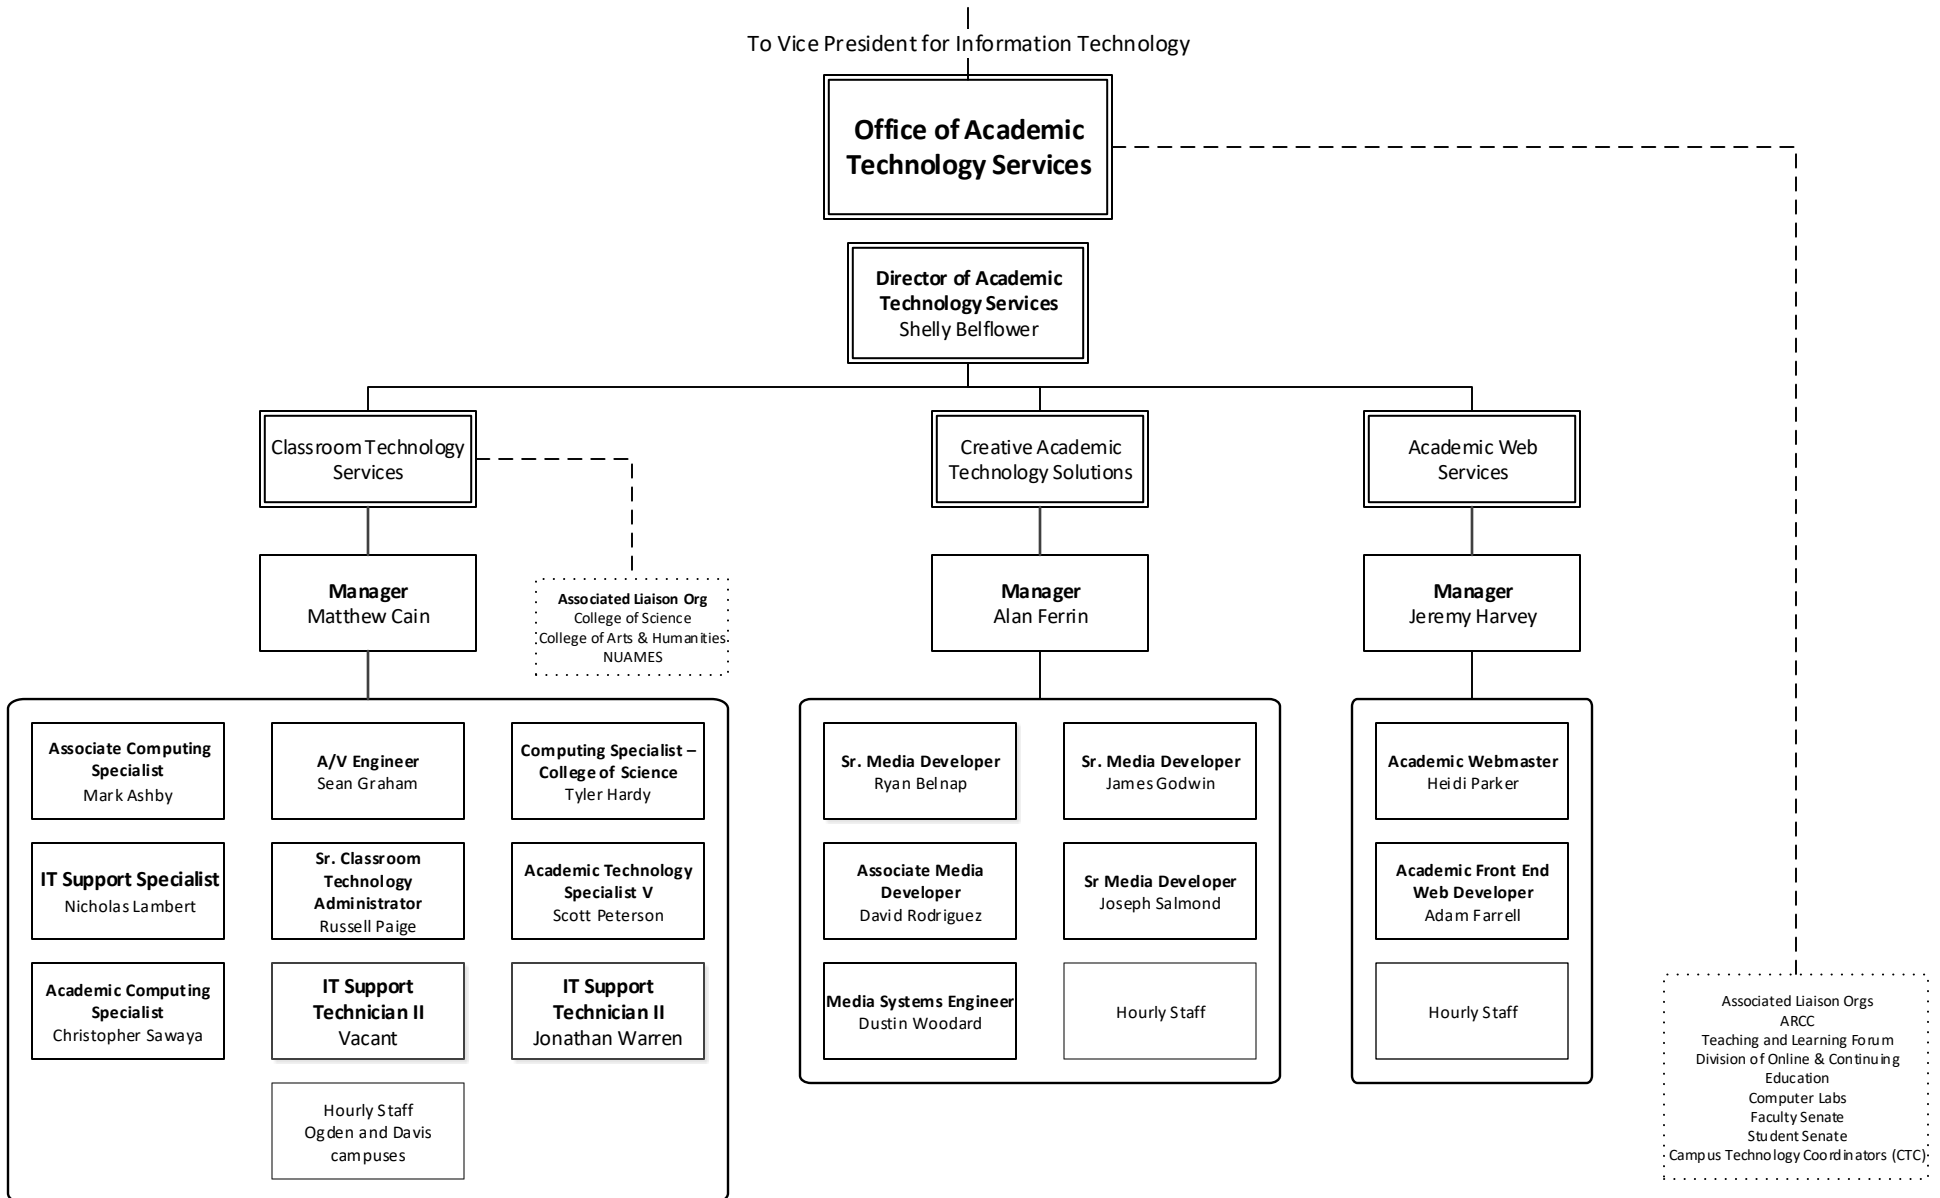 To Vice President for Information Technology
Office of Academic
Technology Services
Director of Academic
Technology Services
Shelly Belflower
Classroom Technology
Services
Creative Academic
Technology Solutions
Academic Web
Services
Manager
Matthew Cain
Associated Liaison Org
College of Science
College of Arts & Humanities
NUAMES
Manager
Alan Ferrin
Manager
Jeremy Harvey
Associate Computing
Specialist
Mark Ashby
A/V Engineer
Sean Graham
Computing Specialist –
College of Science
Tyler Hardy
IT Support Specialist
Nicholas Lambert
Sr. Classroom
Technology
Administrator
Russell Paige
Academic Technology
Specialist V
Scott Peterson
Academic Computing
Specialist
Christopher Sawaya
IT Support
Technician II
Vacant
IT Support
Technician II
Jonathan Warren
Hourly Staff
Ogden and Davis
campuses
Sr. Media Developer
Ryan Belnap
Sr. Media Developer
James Godwin
Associate Media
Developer
David Rodriguez
Sr Media Developer
Joseph Salmond
Media Systems Engineer
Dustin Woodard
Hourly Staff
Academic Webmaster
Heidi Parker
Academic Front End
Web Developer
Adam Farrell
Hourly Staff
Associated Liaison Orgs
ARCC
Teaching and Learning Forum
Division of Online & Continuing
Education
Computer Labs
Faculty Senate
Student Senate
Campus Technology Coordinators (CTC)